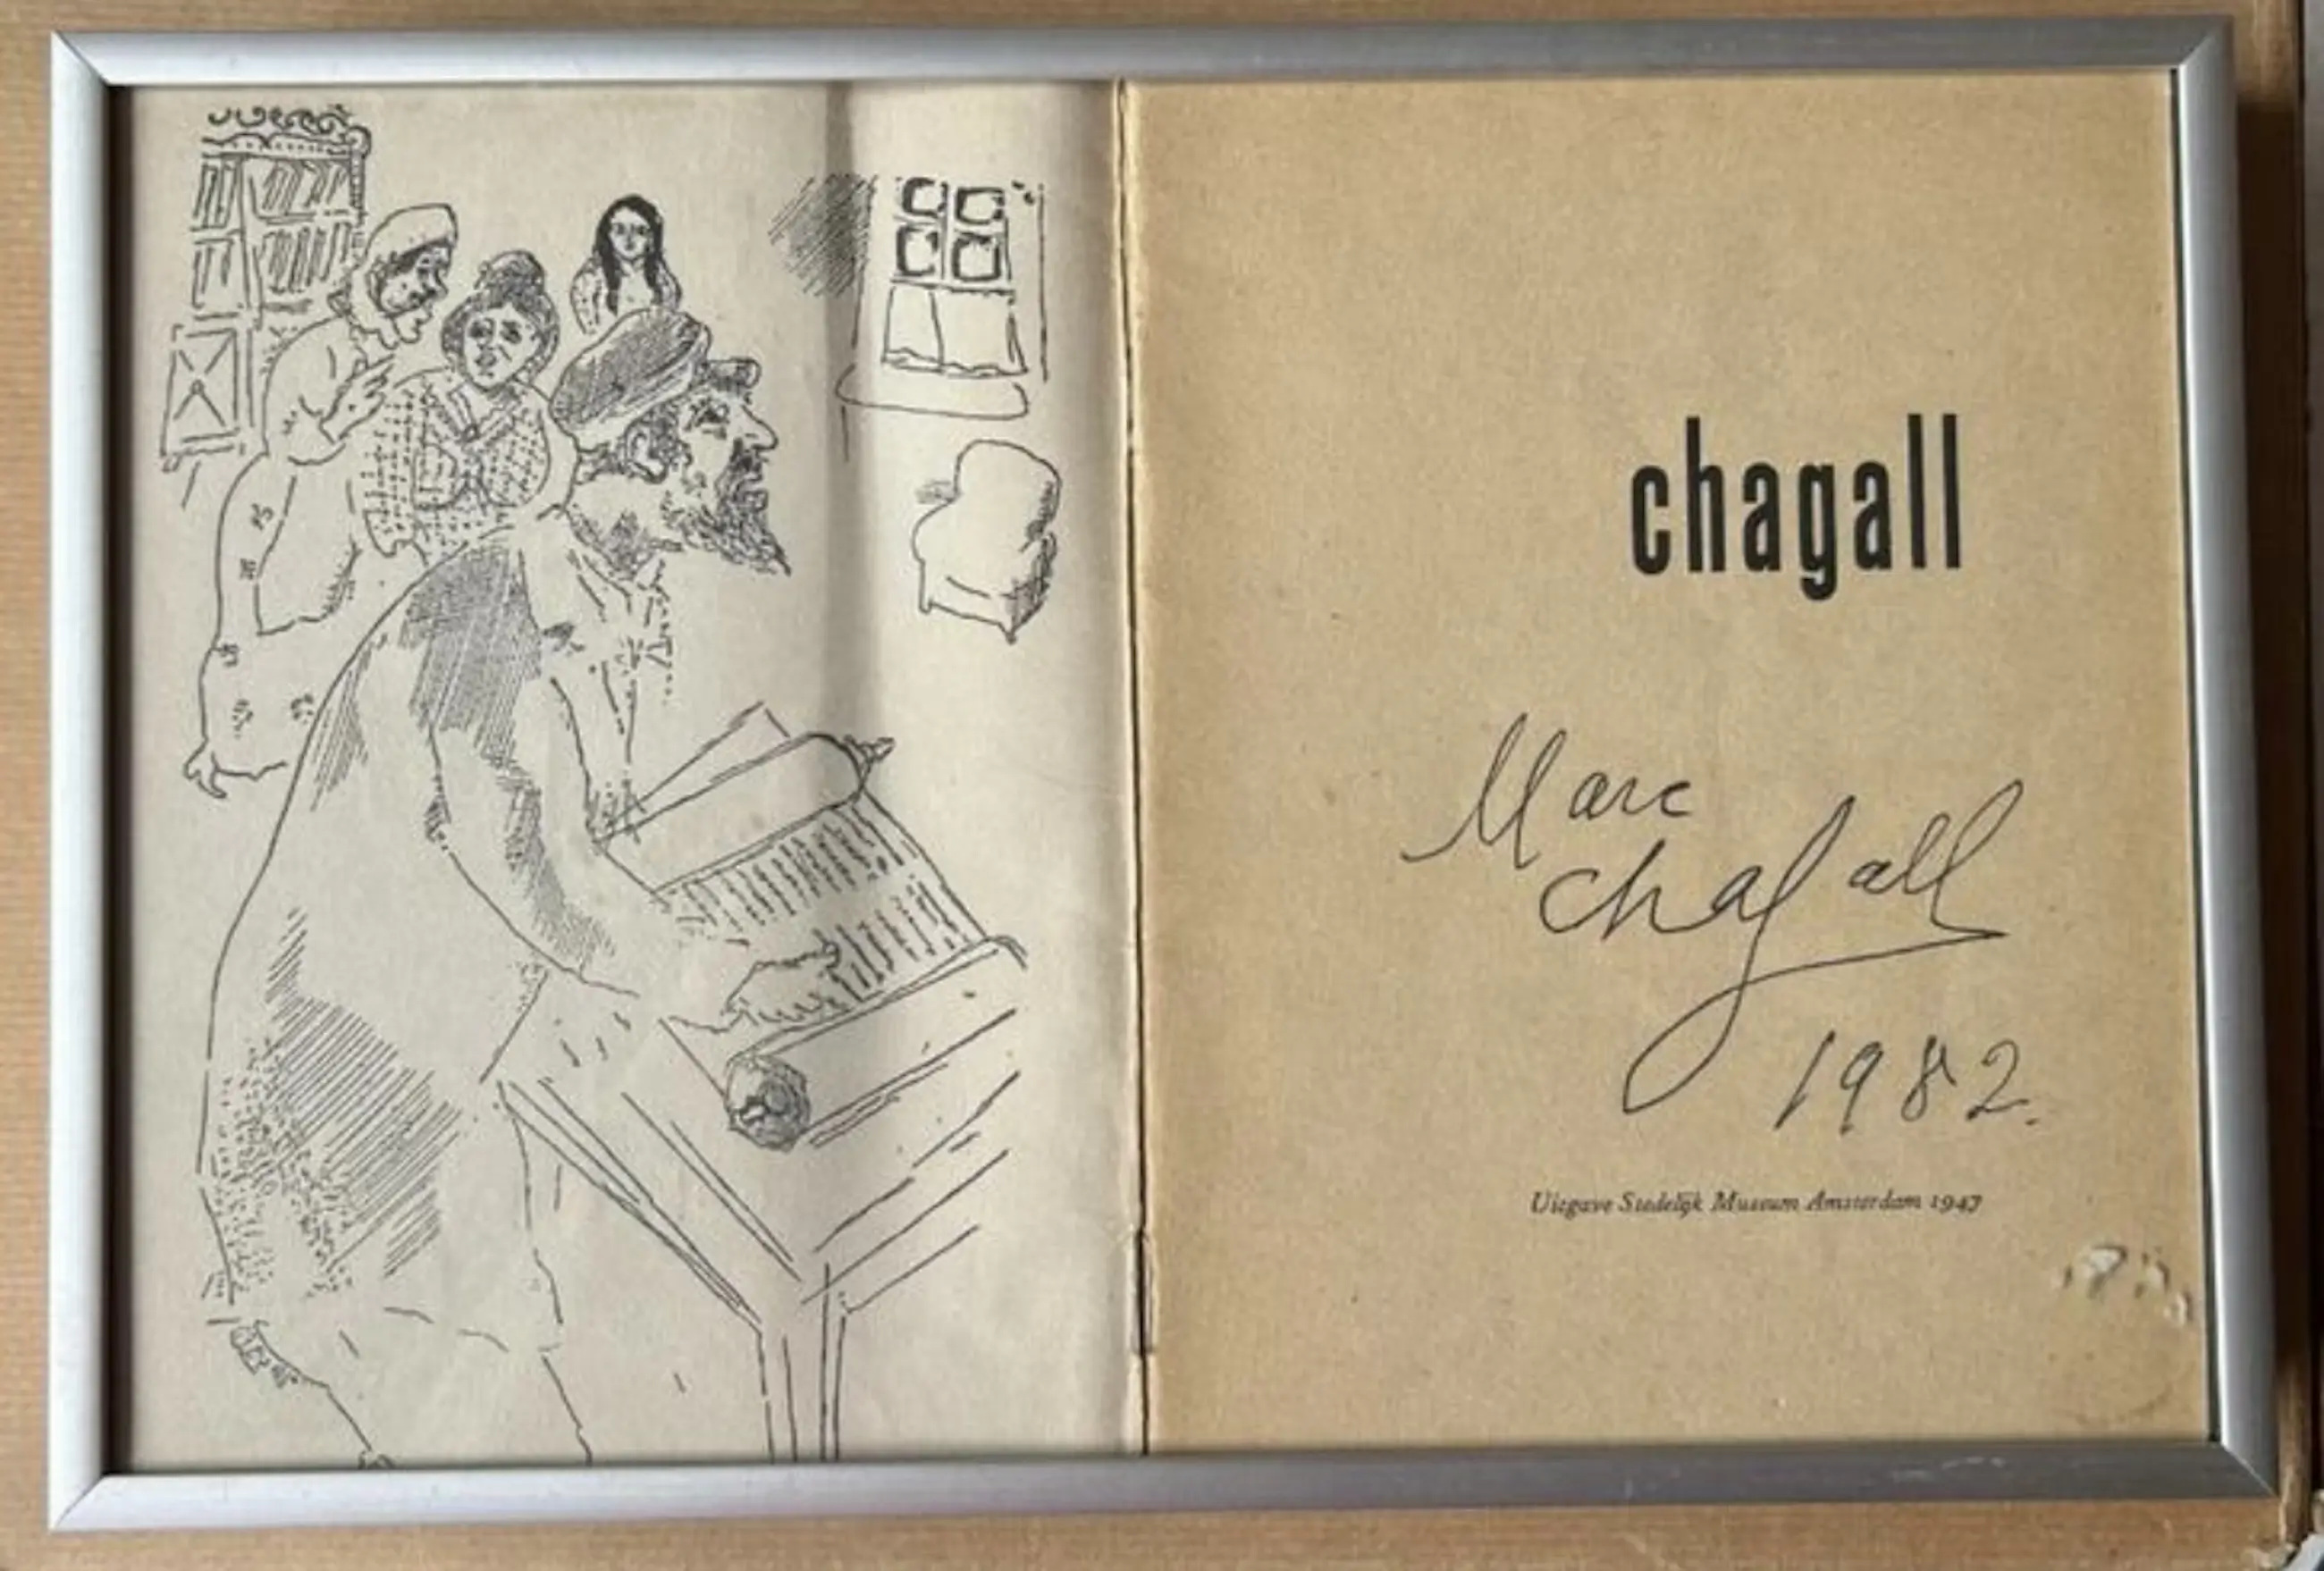 chagall
Marc
Chagall
1982.
Uitgave Stedelijk Museum Amsterdam 1947